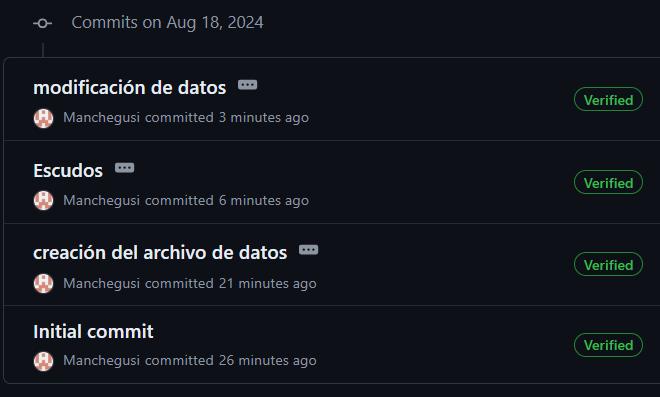 Commits on Aug 18, 2024
modificación de datos
Manchegusi committed 3 minutes ago
Verified
Escudos
Manchegusi committed 6 minutes ago
Verified
creación del archivo de datos
Manchegusi committed 21 minutes ago
Verified
Initial commit
Manchegusi committed 26 minutes ago
Verified